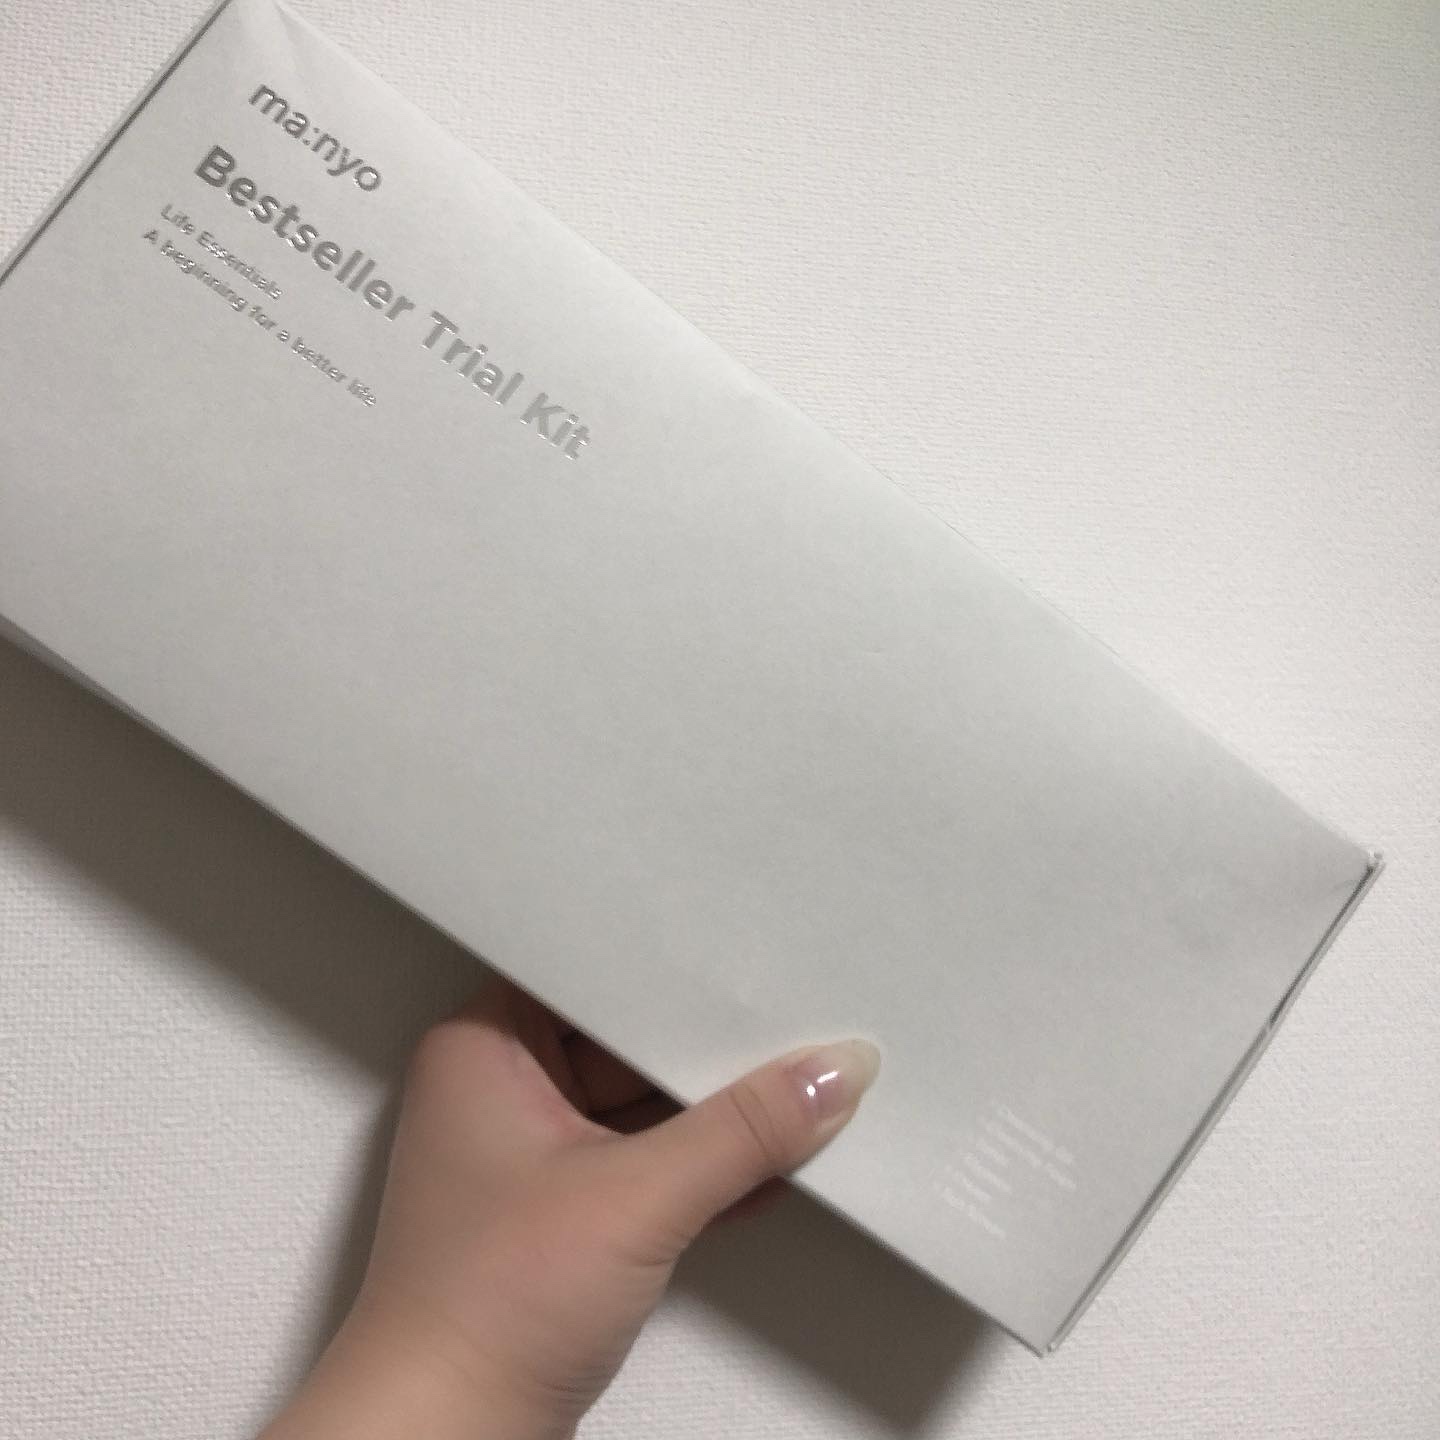 ma:nyo
Bestseller Trial Kit
Life Essentials
A beginning for a better life